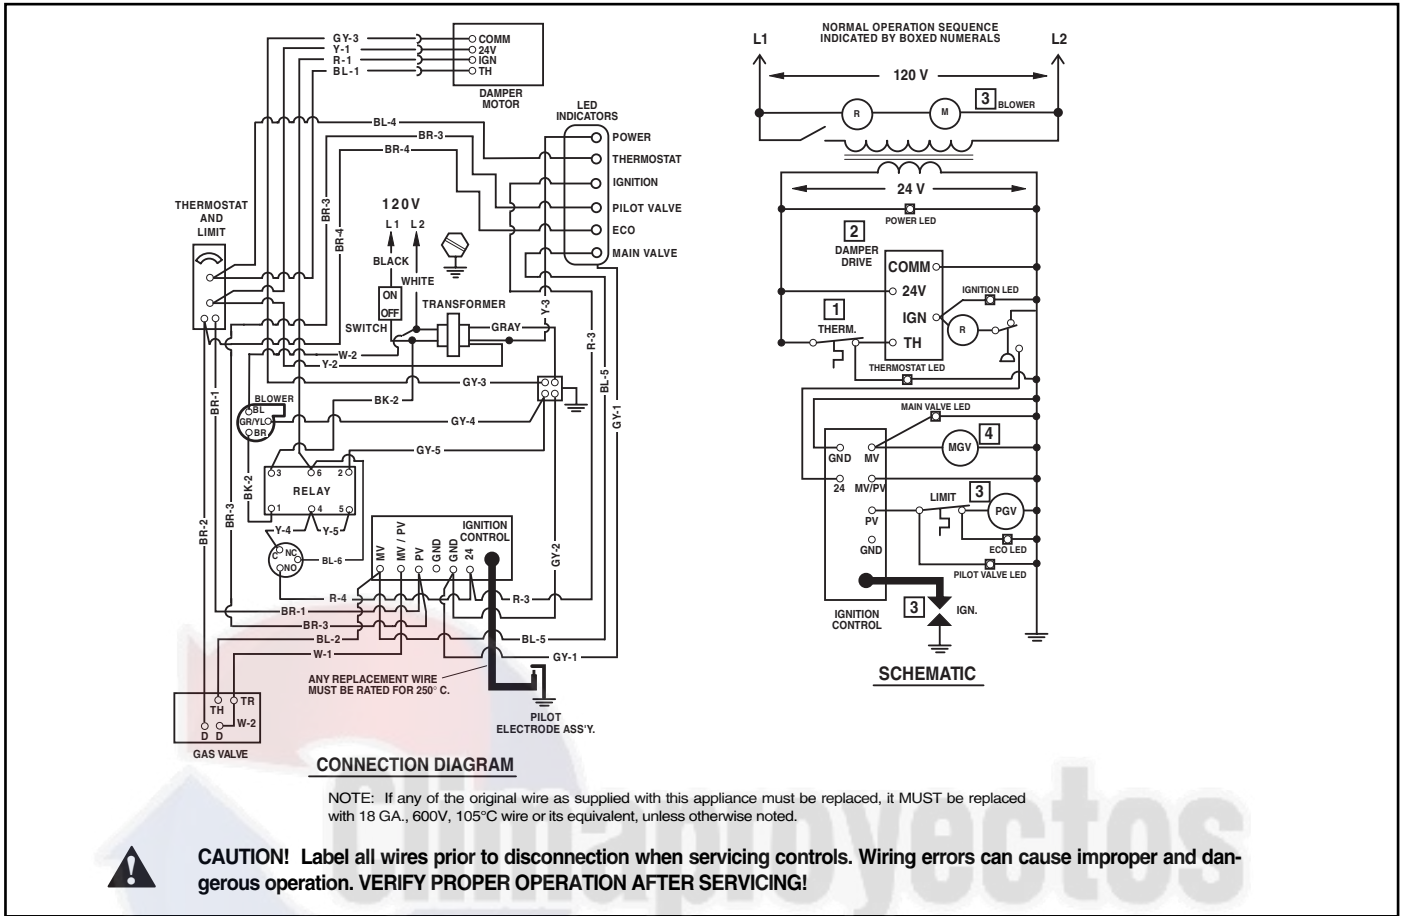 GY-3
Y-1
R-1
BL-1
COMM
24V
IGN
TH
DAMPER
MOTOR
LED
INDICATORS
POWER
THERMOSTAT
IGNITION
PILOT VALVE
ECO
MAIN VALVE
BL-4
BR-3
BR-4
BR-3
BR-4
THERMOSTAT
AND
LIMIT
120V
L1 L2
BLACK
WHITE
ON
OFF
SWITCH
TRANSFORMER
GRAY
Y-3
W-2
Y-2
R-3
BL-5
GY-1
GY-3
BK-2
BR-1
BLOWER
BL
GR/YL
BR
GY-4
GY-5
BK-2
3 6 2
RELAY
1 4 5
BR-2
BR-3
Y-4
Y-5
C
NC
NO
BL-6
IGNITION
CONTROL
MV
MV / PV
PV
GND
GND
24
GY-2
R-4
R-3
BR-1
BR-3
BL-2
BL-5
W-1
GY-1
ANY REPLACEMENT WIRE
MUST BE RATED FOR 250° C.
PILOT
ELECTRODE ASS'Y.
TH
TR
W-2
D D
GAS VALVE
CONNECTION DIAGRAM
NORMAL OPERATION SEQUENCE
INDICATED BY BOXED NUMERALS
L1
L2
120 V
R
M
3 BLOWER
24 V
POWER LED
2
DAMPER
DRIVE
COMM
24V
IGN
TH
IGNITION LED
R
1
THERM.
THERMOSTAT LED
MAIN VALVE LED
GND
MV
MGV
4
24
MV/PV
PV
LIMIT
3
PGV
GND
ECO LED
PILOT VALVE LED
IGNITION
CONTROL
3
IGN.
SCHEMATIC
NOTE: If any of the original wire as supplied with this appliance must be replaced, it MUST be replaced
with 18 GA., 600V, 105°C wire or its equivalent, unless otherwise noted.
CAUTION! Label all wires prior to disconnection when servicing controls. Wiring errors can cause improper and dan-
gerous operation. VERIFY PROPER OPERATION AFTER SERVICING!
Climaproyectos